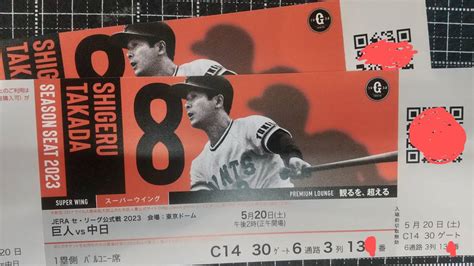 SHIGERU
TAKADA
8
SEASON SEAT 2023
SHIGERU
TAKADA
8
G
GIANTS
SUPER WING
スーパーウイング
PREMIUM LOUNGE 観るを、超える
JERA セ・リーグ公式戦 2023 会場：東京ドーム
巨人 vs 中日
5月20日(土)
午後2時(正午開場)
1塁側 バルコニー席
C14 30ゲート 6通路 3列 13
5月20日(土)
C14 30ゲート
6通路 3列 13